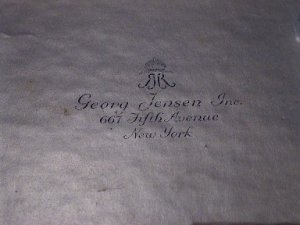 Georg Jensen Inc.
667 Fifth Avenue
New York